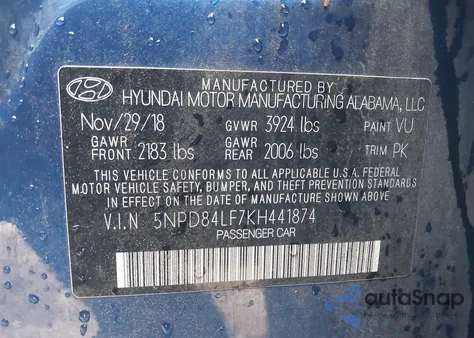 MANUFACTURED BY
HYUNDAI MOTOR MANUFACTURING ALABAMA, LLC
Nov/29/18 GVWR 3924 lbs PAINT VU
GAWR FRONT 2183 lbs GAWR REAR 2006 lbs TRIM PK
THIS VEHICLE CONFORMS TO ALL APPLICABLE U.S.A. FEDERAL
MOTOR VEHICLE SAFETY, BUMPER, AND THEFT PREVENTION STANDARDS
IN EFFECT ON THE DATE OF MANUFACTURE SHOWN ABOVE.
V.I.N 5NPD84LF7KH441874
PASSENGER CAR
autoSnap